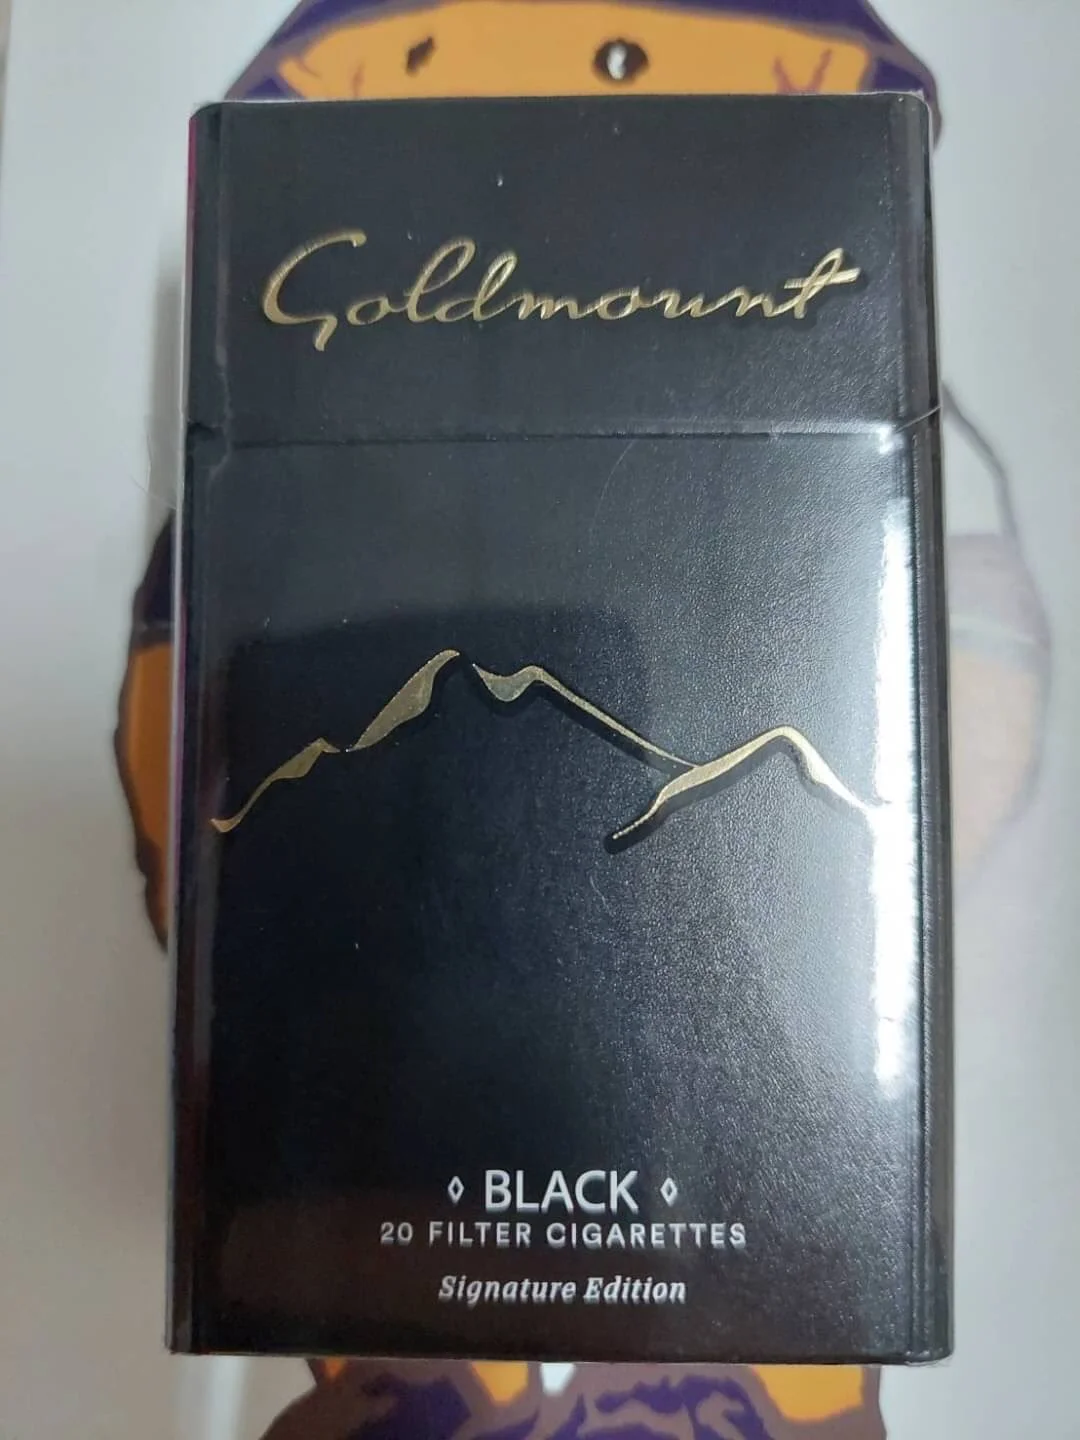 Goldmount
◊ BLACK ◊
20 FILTER CIGARETTES
Signature Edition